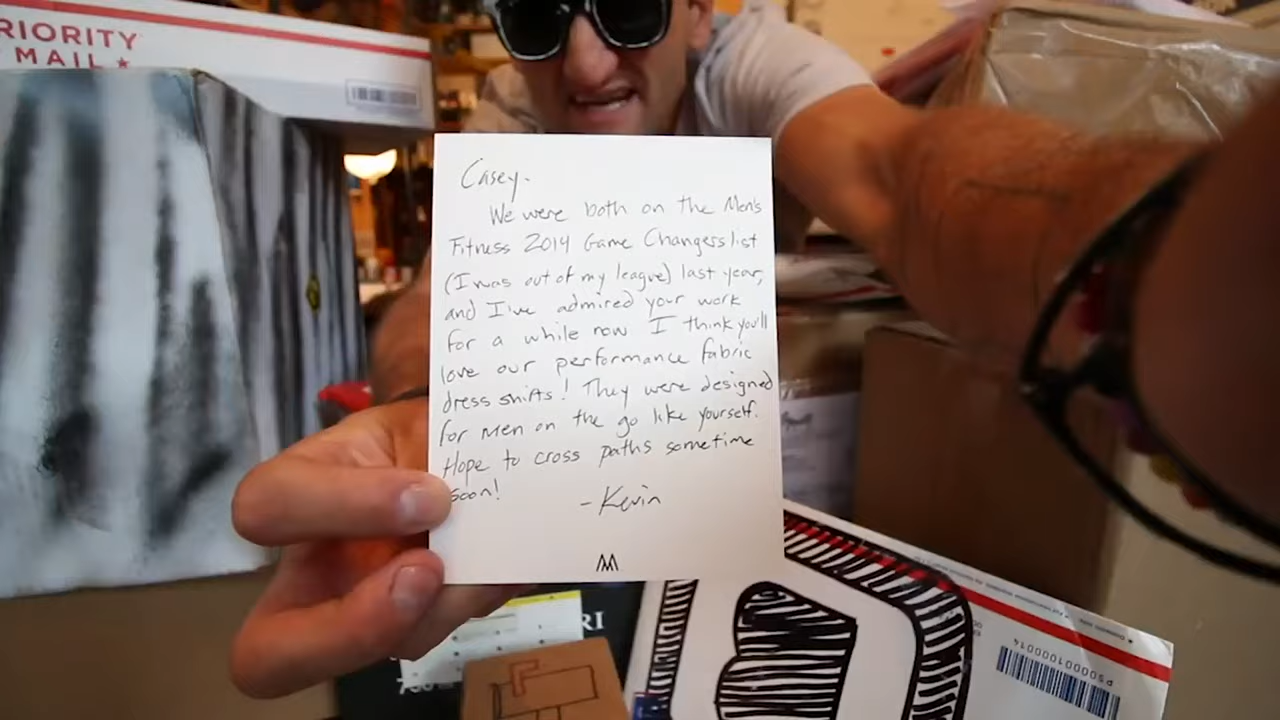 PRIORITY
MAIL
Casey.
We were both on the Men's
Fitness 2014 Game Changers list
(I was out of my league) last year,
and I've admired your work
for a while now I think you'll
love our performance fabric
dress shirts! They were designed
for Men on the go like yourself.
Hope to cross paths sometime
soon!
-Kevin
RI
PS00001000014